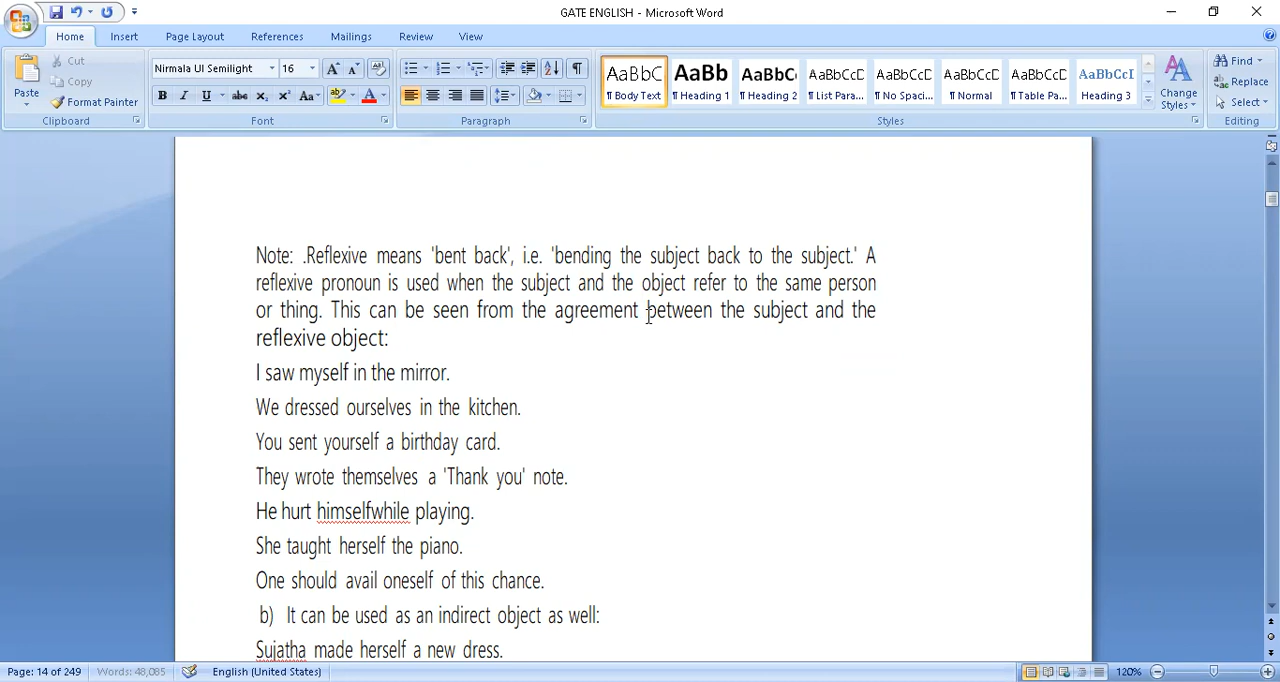 GATE ENGLISH - Microsoft Word
Home Insert Page Layout References Mailings Review View
Paste
Cut
Copy
Format Painter
Clipboard
Nirmala UI Semilight 16
Font
Paragraph
AaBbC AaBb AaBbC AaBbCcD AaBbCcD AaBbCcD AaBbCcD AaBbCcI
¶ Body Text ¶ Heading 1 ¶ Heading 2 ¶ List Para... ¶ No Spaci... ¶ Normal ¶ Table Pa... Heading 3
Change
Styles
Styles
Find
Replace
Select
Editing
Note: .Reflexive means 'bent back', i.e. 'bending the subject back to the subject.' A
reflexive pronoun is used when the subject and the object refer to the same person
or thing. This can be seen from the agreement between the subject and the
reflexive object:
I saw myself in the mirror.
We dressed ourselves in the kitchen.
You sent yourself a birthday card.
They wrote themselves a 'Thank you' note.
He hurt himselfwhile playing.
She taught herself the piano.
One should avail oneself of this chance.
b) It can be used as an indirect object as well:
Sujatha made herself a new dress.
Page: 14 of 249 Words: 48,085 English (United States) 120%